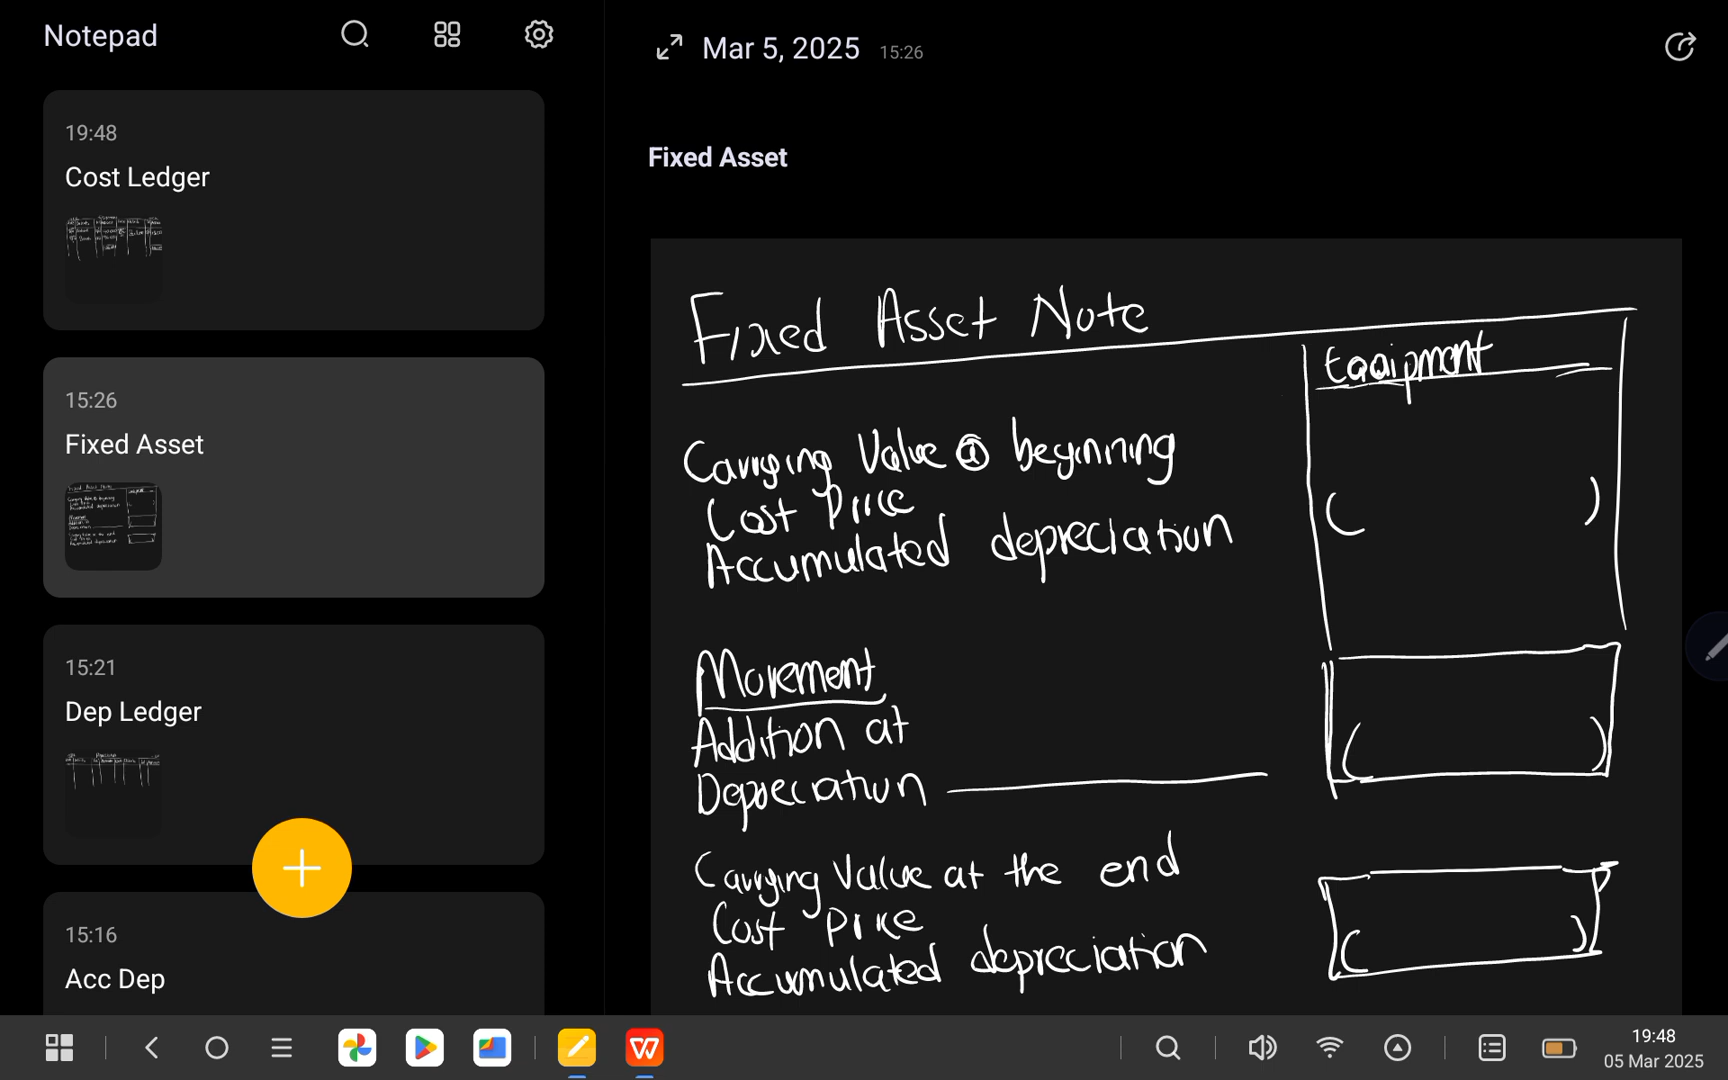 Notepad
19:48
Cost Ledger
15:26
Fixed Asset
15:21
Dep Ledger
15:16
Acc Dep
Mar 5, 2025 15:26
Fixed Asset
Fixed Asset Note
Equipment
Carrying Value @ beginning
Cost Price
Accumulated depreciation
( )
Movement
Addition at
Depreciation
( )
Carrying Value at the end
Cost Price
Accumulated depreciation
( )
19:48
05 Mar 2025